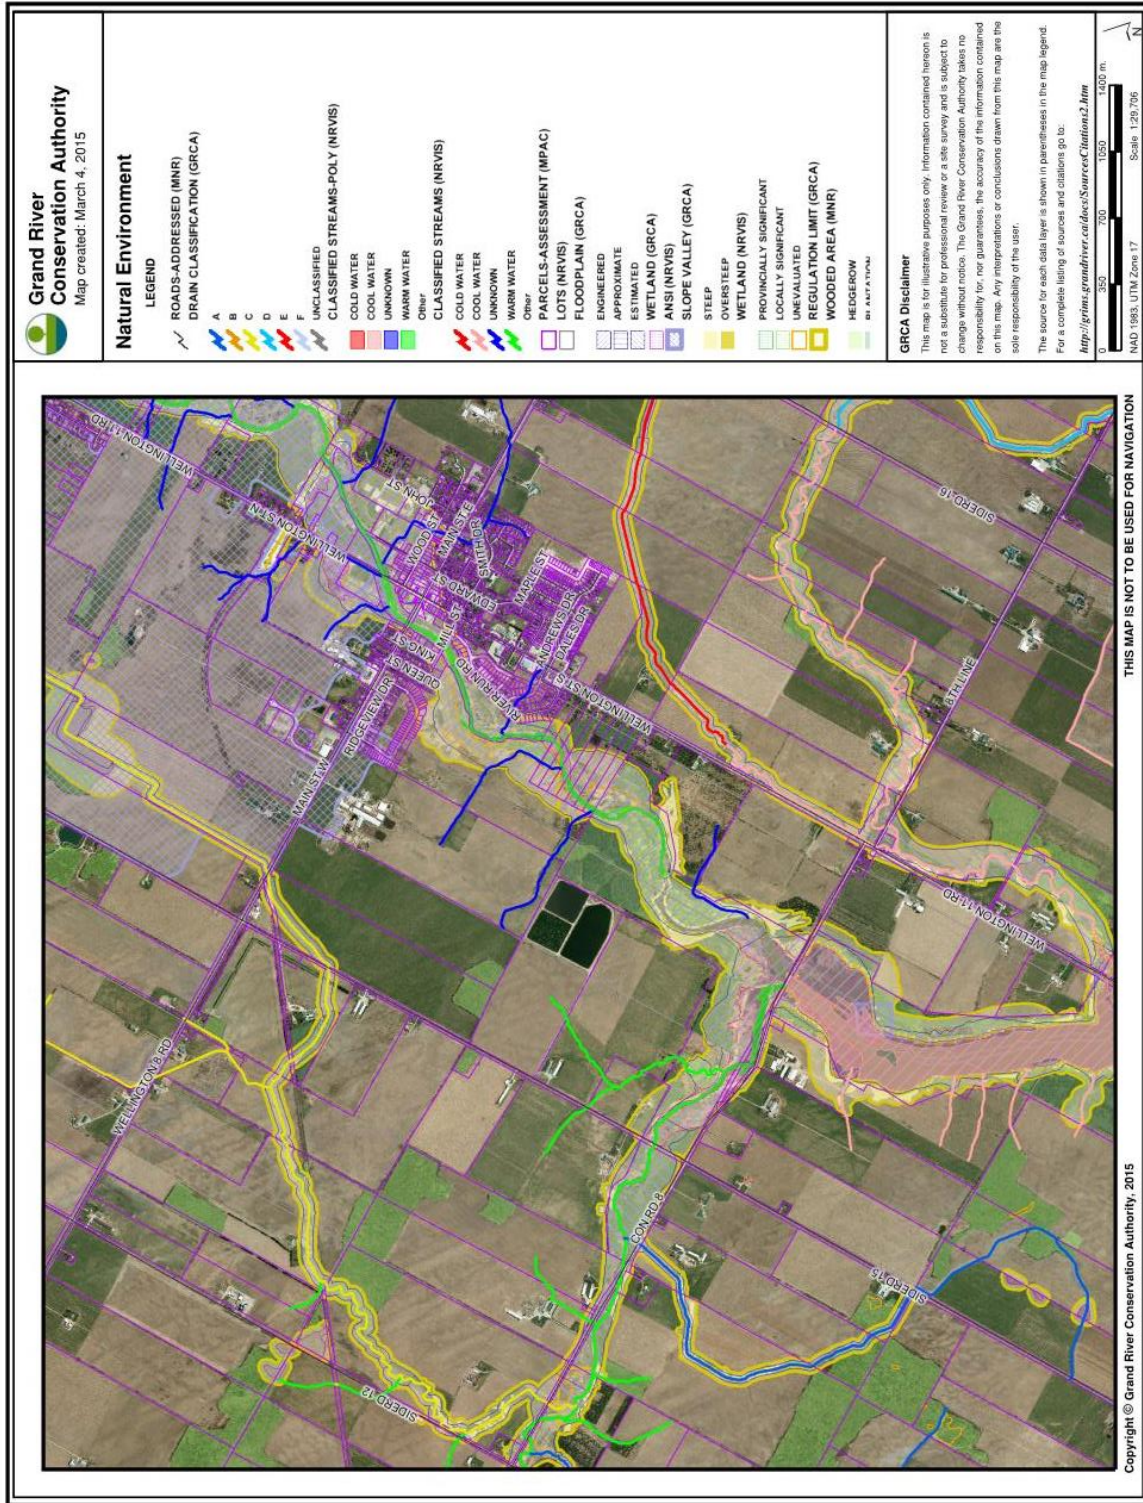 Grand River
Conservation Authority
Map created: March 4, 2015
Natural Environment
LEGEND
ROADS-ADDRESSED (MNR)
DRAIN CLASSIFICATION (GRCA)
A
B
C
D
E
F
UNCLASSIFIED
CLASSIFIED STREAMS-POLY (NRVIS)
COLD WATER
COOL WATER
UNKNOWN
WARM WATER
Other
CLASSIFIED STREAMS (NRVIS)
COLD WATER
COOL WATER
UNKNOWN
WARM WATER
Other
PARCELS-ASSESSMENT (MPAC)
LOTS (NRVIS)
FLOODPLAIN (GRCA)
ENGINEERED
APPROXIMATE
ESTIMATED
WETLAND (GRCA)
ANSI (NRVIS)
SLOPE VALLEY (GRCA)
STEEP
OVERSTEEP
WETLAND (NRVIS)
PROVINCIALLY SIGNIFICANT
LOCALLY SIGNIFICANT
UNEVALUATED
REGULATION LIMIT (GRCA)
WOODED AREA (MNR)
HEDGEROW
GRCA Disclaimer
This map is for illustrative purposes only. Information contained hereon is
not a substitute for professional review or a site survey and is subject to
change without notice. The Grand River Conservation Authority takes no
responsibility for, nor guarantees, the accuracy of the information contained
on this map. Any interpretations or conclusions drawn from this map are the
sole responsibility of the user.
The source for each data layer is shown in parentheses in the map legend.
For a complete listing of sources and citations go to:
http://grims.grandriver.ca/docs/SourcesCitations2.htm
0 350 700 1050 1400 m.
NAD 1983, UTM Zone 17 Scale 1:29,706
N
WELLINGTON 11 RD
WELLINGTON ST N
JOHN ST
WOOD ST
MAIN ST E
SMITH DR
EDWARD ST
MAPLE ST
MILL ST
KING ST
QUEEN ST
ANDREWS DR
DALES DR
RIVER RUN RD
RIDGEVIEW DR
MAIN ST W
WELLINGTON ST S
SIDERD 16
8TH LINE
WELLINGTON 11 RD
WELLINGTON 8 RD
CON RD 8
SIDERD 15
SIDERD 12
Copyright © Grand River Conservation Authority, 2015
THIS MAP IS NOT TO BE USED FOR NAVIGATION